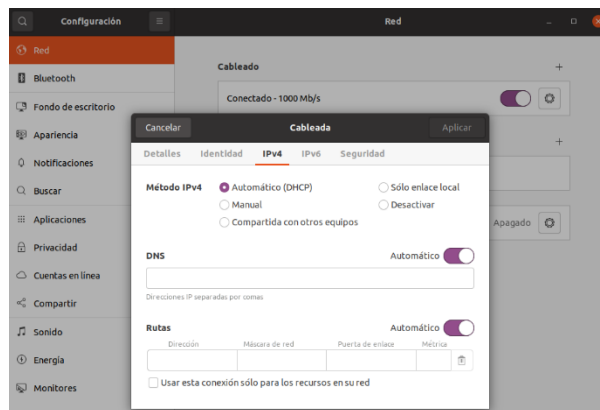 Configuración
Red
Red
Bluetooth
Fondo de escritorio
Apariencia
Notificaciones
Buscar
Aplicaciones
Privacidad
Cuentas en línea
Compartir
Sonido
Energia
Monitores
Cableado
Conectado - 1000 Mb/s
Apagado
Cancelar
Cableada
Aplicar
Detalles Identidad IPv4 IPv6 Seguridad
Método IPv4 Automático (DHCP) Sólo enlace local
Manual Desactivar
Compartida con otros equipos
DNS Automático
Direcciones IP separadas por comas
Rutas Automático
Dirección Máscara de red Puerta de enlace Métrica
Usar esta conexión sólo para los recursos en su red